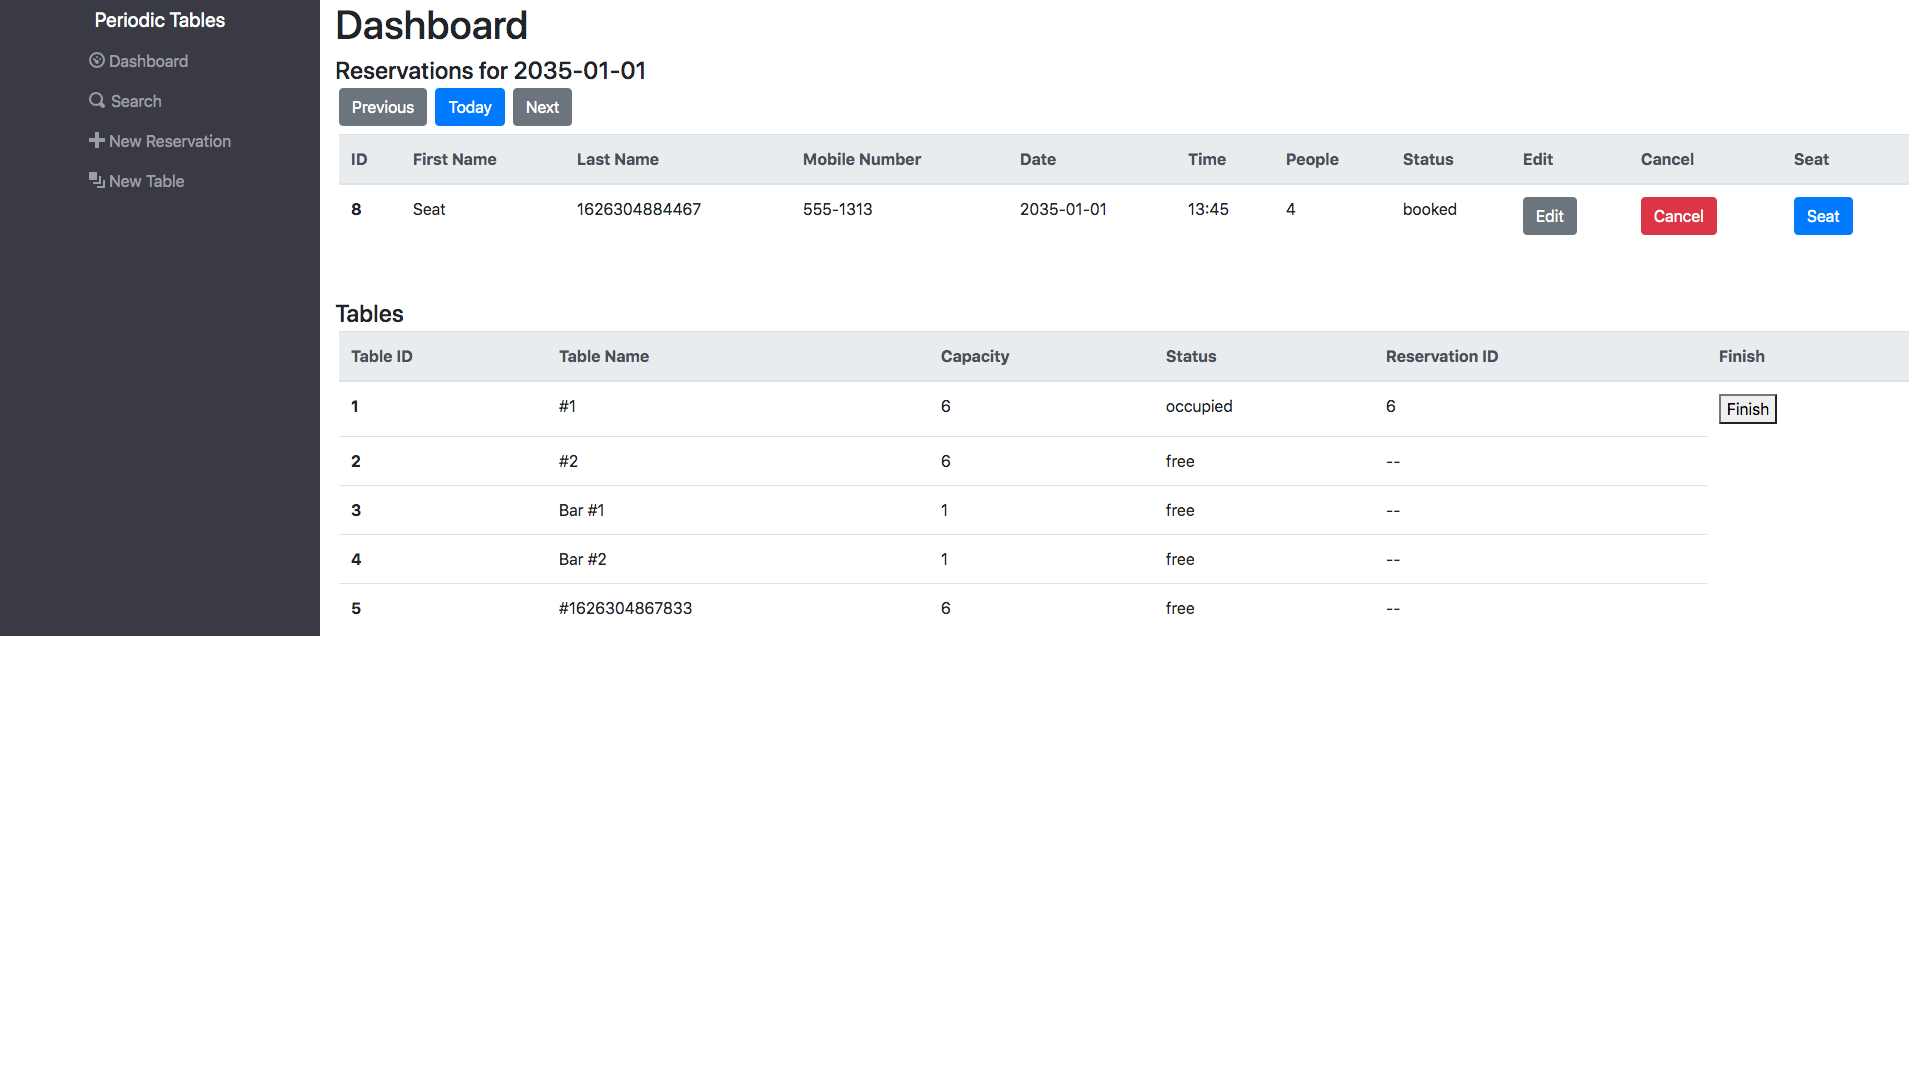 Periodic Tables
Dashboard
Search
New Reservation
New Table
Dashboard
Reservations for 2035-01-01
Previous Today Next
ID First Name Last Name Mobile Number Date Time People Status Edit Cancel Seat
8 Seat 1626304884467 555-1313 2035-01-01 13:45 4 booked Edit Cancel Seat
Tables
Table ID Table Name Capacity Status Reservation ID Finish
1 #1 6 occupied 6 Finish
2 #2 6 free --
3 Bar #1 1 free --
4 Bar #2 1 free --
5 #1626304867833 6 free --